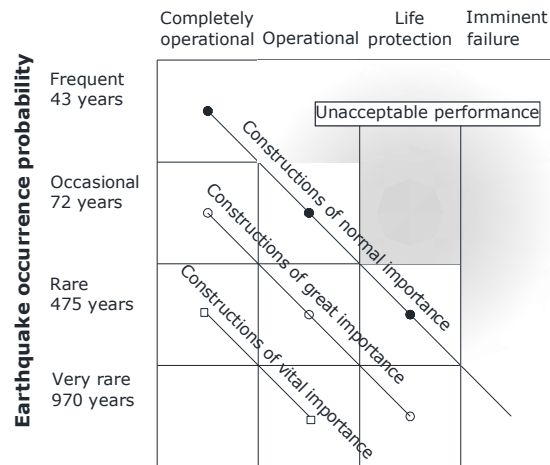 Completely
operational
Operational
Life
protection
Imminent
failure
Earthquake occurrence probability
Frequent
43 years
Unacceptable performance
Constructions of normal importance
Occasional
72 years
Constructions of great importance
Rare
475 years
Constructions of vital importance
Very rare
970 years